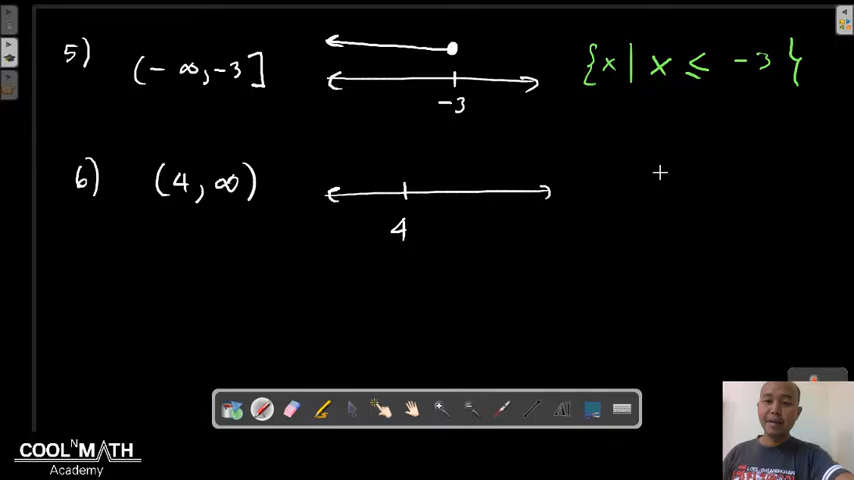 5) (-∞,-3] -3 {x | x ≤ -3}
6) (4, ∞) 4
COOL N MATH
Academy